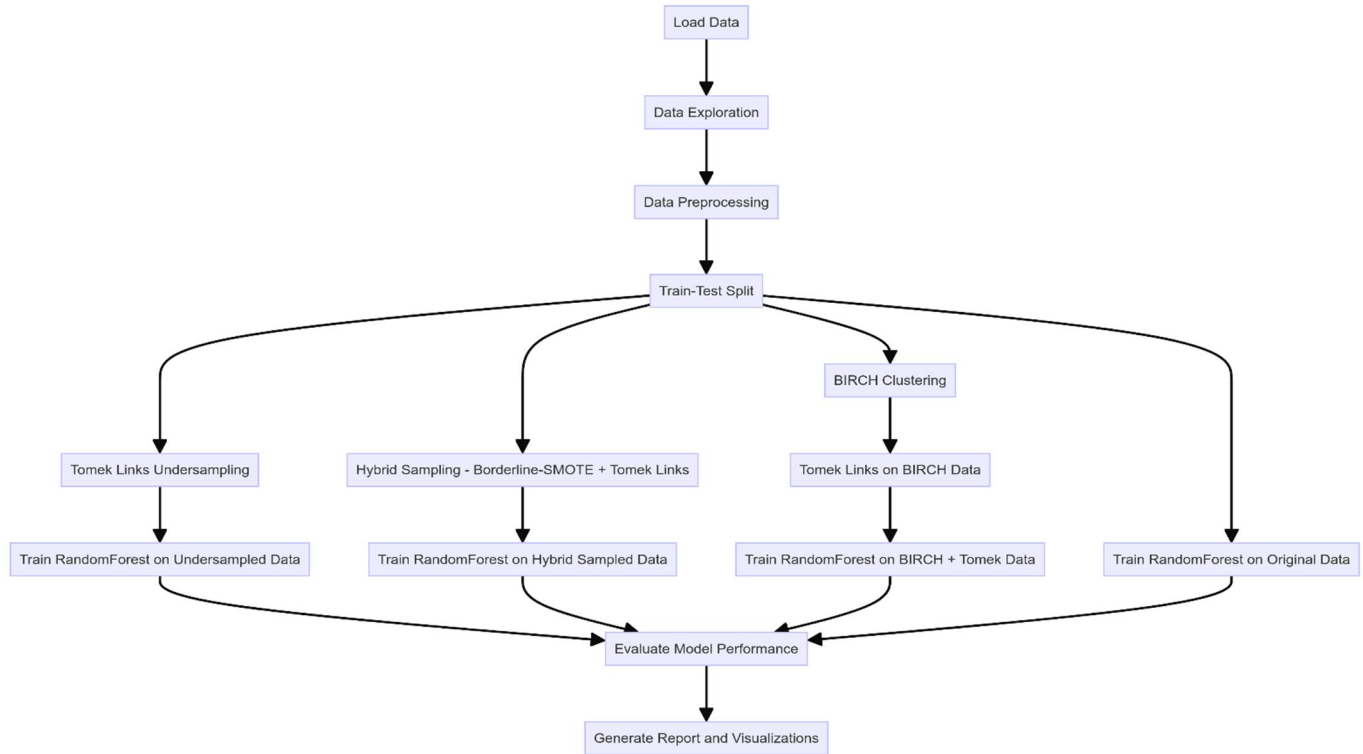 Load Data
Data Exploration
Data Preprocessing
Train-Test Split
BIRCH Clustering
Tomek Links Undersampling
Hybrid Sampling - Borderline-SMOTE + Tomek Links
Tomek Links on BIRCH Data
Train RandomForest on Undersampled Data
Train RandomForest on Hybrid Sampled Data
Train RandomForest on BIRCH + Tomek Data
Train RandomForest on Original Data
Evaluate Model Performance
Generate Report and Visualizations